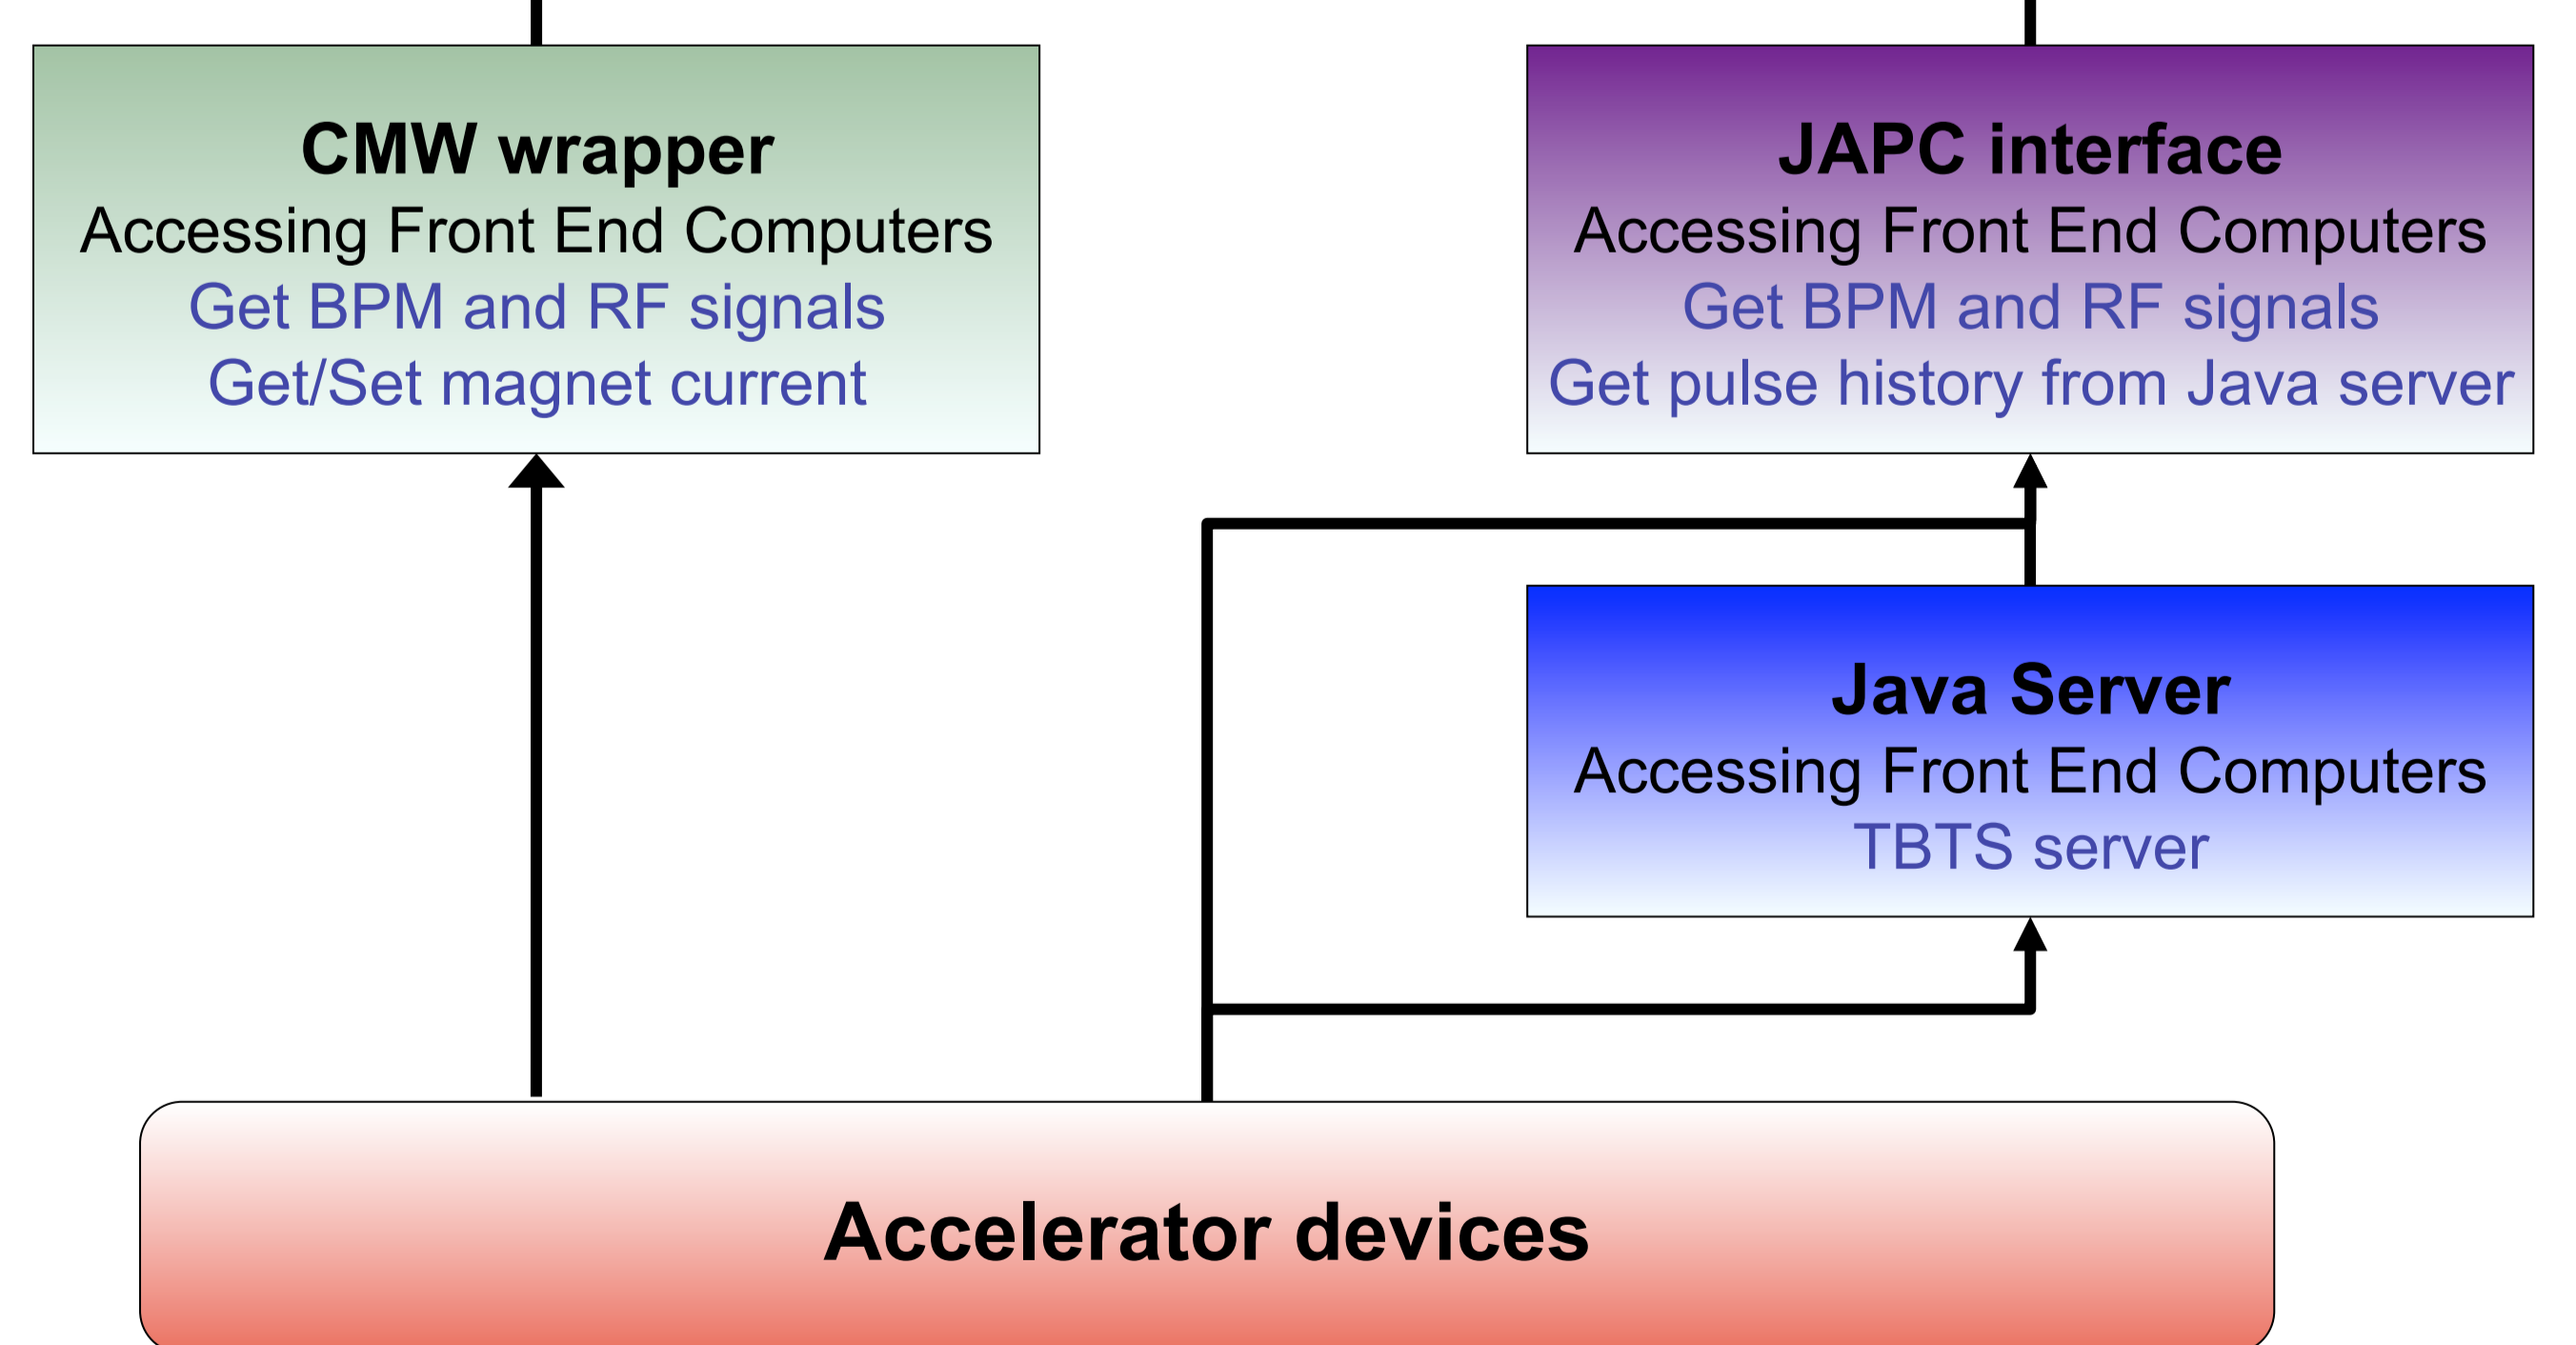 CMW wrapper
Accessing Front End Computers
Get BPM and RF signals
Get/Set magnet current
JAPC interface
Accessing Front End Computers
Get BPM and RF signals
Get pulse history from Java server
Java Server
Accessing Front End Computers
TBTS server
Accelerator devices